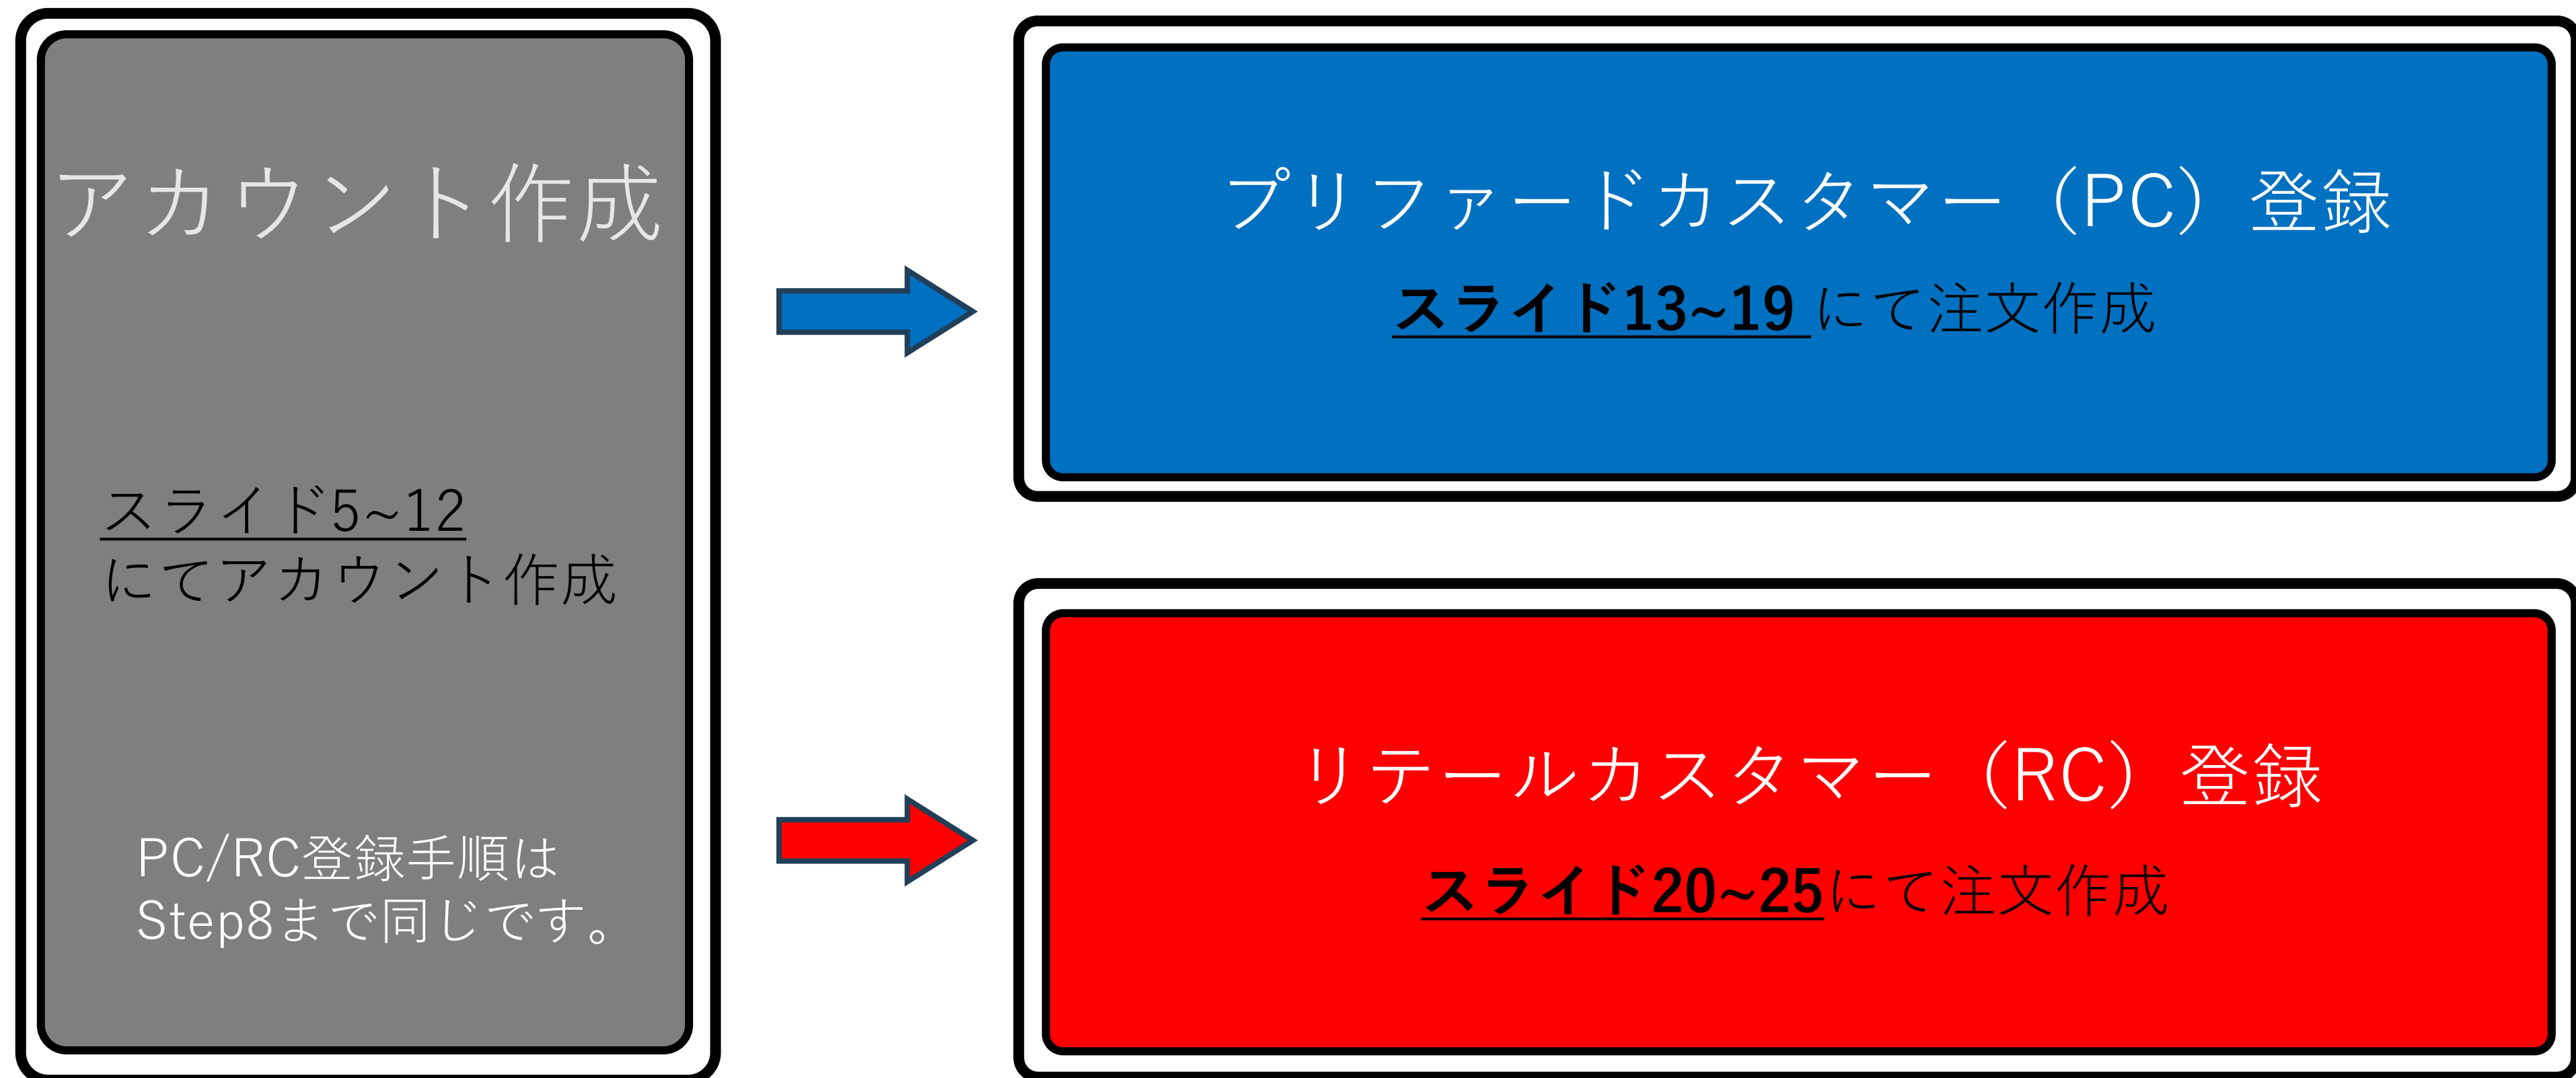 アカウント作成
スライド5~12
にてアカウント作成
PC/RC登録手順は
Step8まで同じです。
プリファードカスタマー（PC）登録
スライド13~19 にて注文作成
リテールカスタマー（RC）登録
スライド20~25にて注文作成